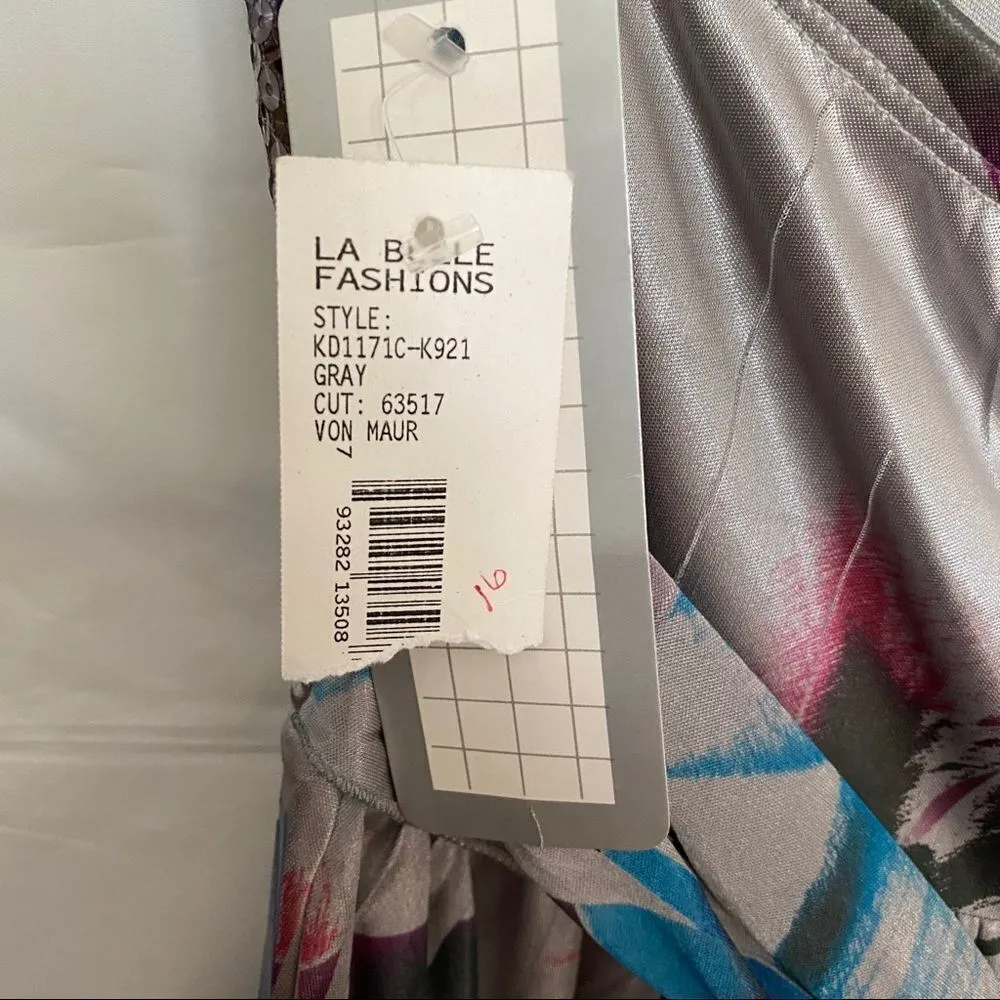 LA BELLE
FASHIONS
STYLE:
KD1171C-K921
GRAY
CUT: 63517
VON MAUR
7 93282 13508
16